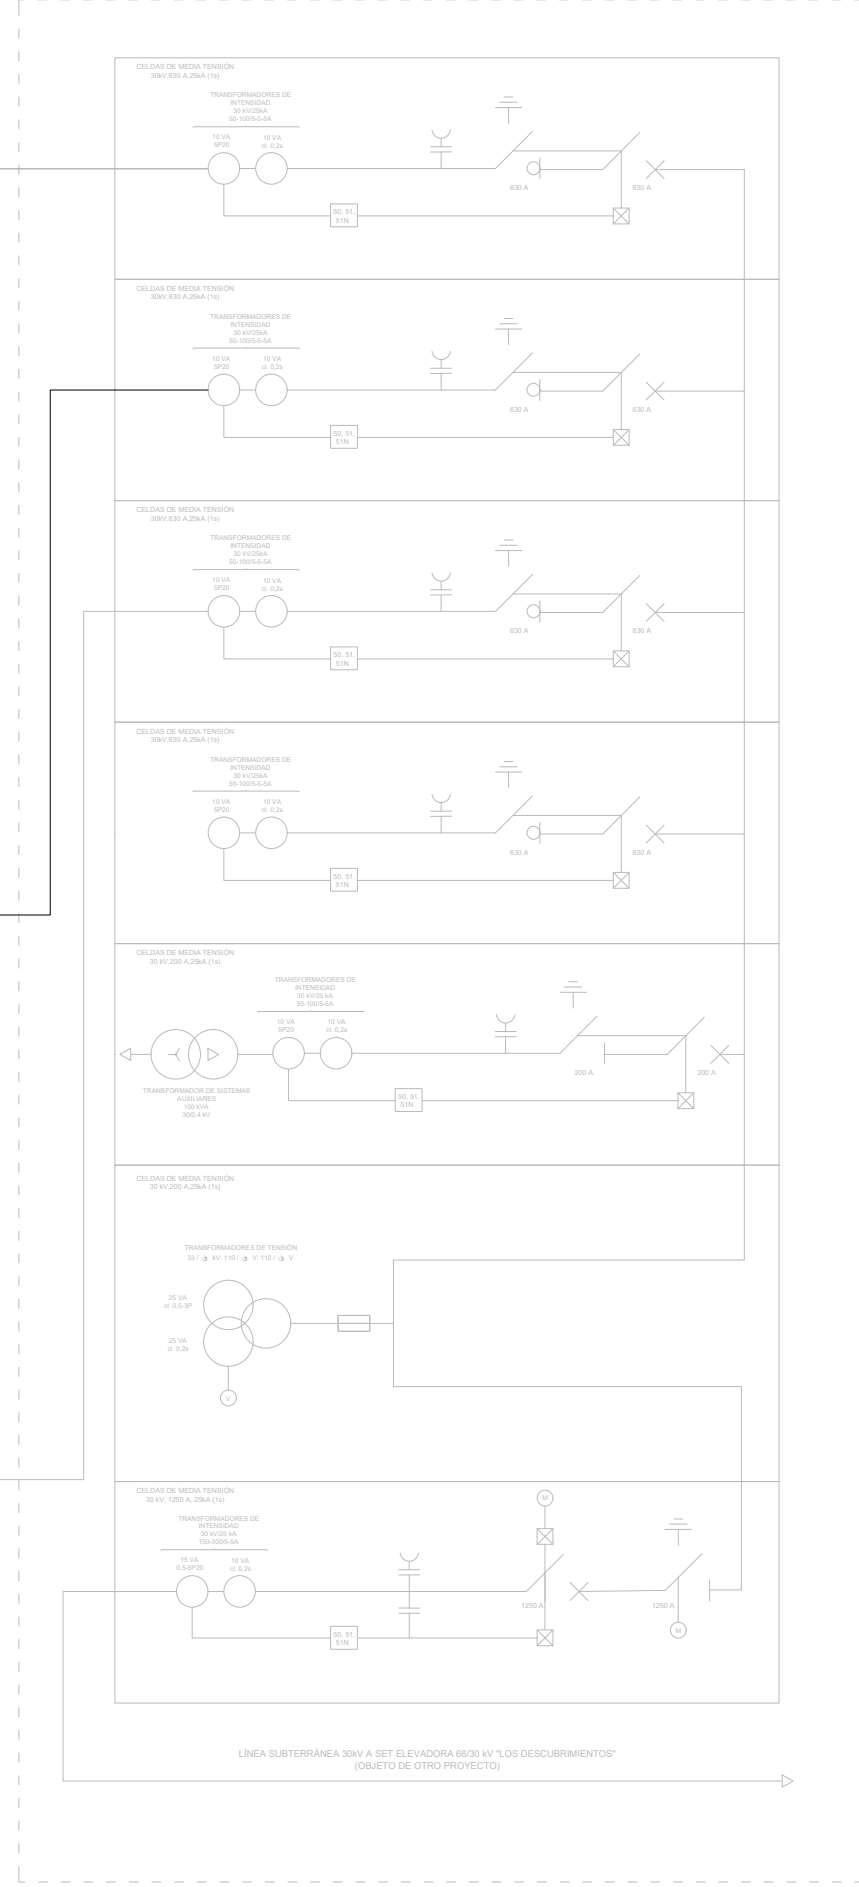 CELDAS DE MEDIA TENSIÓN
30kV,630 A,25kA (1s)
TRANSFORMADORES DE
INTENSIDAD
30 kV/25kA
50-100/5-5-5A
10 VA
5P20
10 VA
cl. 0,2s
630 A
630 A
50, 51,
51N
CELDAS DE MEDIA TENSIÓN
30kV,630 A,25kA (1s)
TRANSFORMADORES DE
INTENSIDAD
30 kV/25kA
50-100/5-5-5A
10 VA
5P20
10 VA
cl. 0,2s
630 A
630 A
50, 51,
51N
CELDAS DE MEDIA TENSIÓN
30kV,630 A,25kA (1s)
TRANSFORMADORES DE
INTENSIDAD
30 kV/25kA
50-100/5-5-5A
10 VA
5P20
10 VA
cl. 0,2s
630 A
630 A
50, 51,
51N
CELDAS DE MEDIA TENSIÓN
30kV,630 A,25kA (1s)
TRANSFORMADORES DE
INTENSIDAD
30 kV/25kA
50-100/5-5-5A
10 VA
5P20
10 VA
cl. 0,2s
630 A
630 A
50, 51,
51N
CELDAS DE MEDIA TENSIÓN
30 kV,200 A,25kA (1s)
TRANSFORMADORES DE
INTENSIDAD
30 kV/25 kA
50-100/5-5A
10 VA
5P20
10 VA
cl. 0,2s
200 A
200 A
TRANSFORMADOR DE SISTEMAS
AUXILIARES
100 kVA
30/0,4 kV
50, 51,
51N
CELDAS DE MEDIA TENSIÓN
30 kV,200 A,25kA (1s)
TRANSFORMADORES DE TENSIÓN
33 / √3 kV: 110 / √3 V: 110 / √3 V
25 VA
cl. 0,5-3P
25 VA
cl. 0,2s
V
CELDAS DE MEDIA TENSIÓN
30 kV, 1250 A, 25kA (1s)
M
TRANSFORMADORES DE
INTENSIDAD
30 kV/25 kA
150-300/5-5A
15 VA
0,5-5P20
10 VA
cl. 0,2s
1250 A
1250 A
50, 51,
51N
M
LÍNEA SUBTERRÁNEA 30kV A SET ELEVADORA 66/30 kV "LOS DESCUBRIMIENTOS"
(OBJETO DE OTRO PROYECTO)